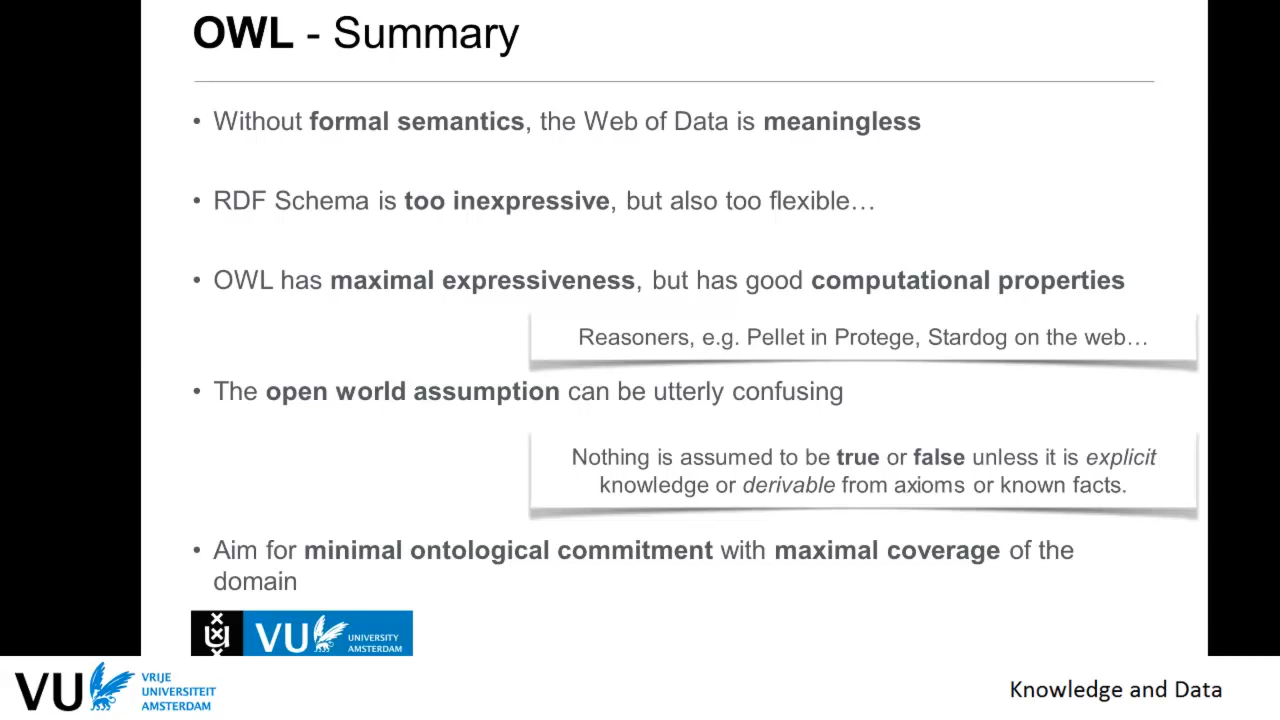 OWL - Summary
• Without formal semantics, the Web of Data is meaningless
• RDF Schema is too inexpressive, but also too flexible…
• OWL has maximal expressiveness, but has good computational properties
Reasoners, e.g. Pellet in Protege, Stardog on the web…
• The open world assumption can be utterly confusing
Nothing is assumed to be true or false unless it is explicit
knowledge or derivable from axioms or known facts.
• Aim for minimal ontological commitment with maximal coverage of the
domain
VU UNIVERSITY
AMSTERDAM
VU VRIJE
UNIVERSITEIT
AMSTERDAM
Knowledge and Data